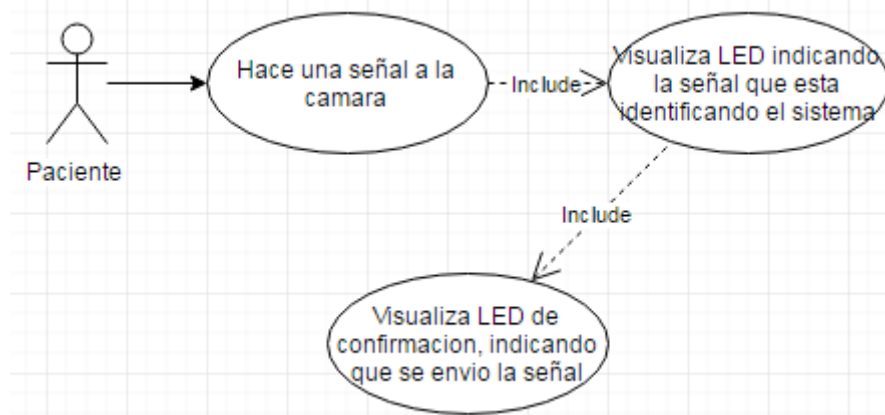 Hace una señal a la
camara
Include
Visualiza LED indicando
la señal que esta
identificando el sistema
Paciente
Include
Visualiza LED de
confirmacion, indicando
que se envio la señal